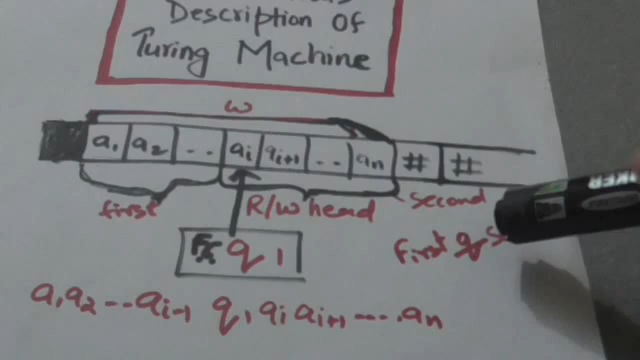 Description Of
Turing Machine
w
a1 a2 .. ai ai+1 .. an # #
first R/w head second
q1
first q s
a1a2 --- ai-1 q1 ai ai+1 --- . an